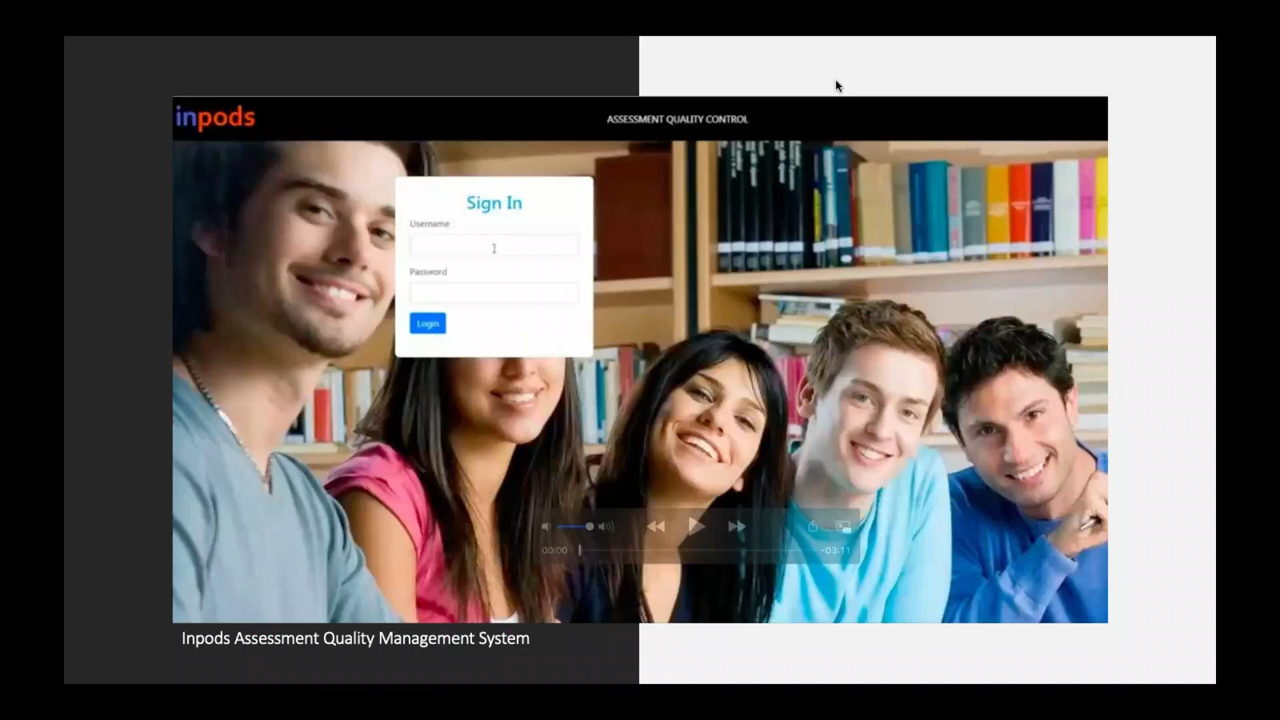 inpods
ASSESSMENT QUALITY CONTROL
Sign In
Username
Password
Login
00:00
-03:11
Inpods Assessment Quality Management System